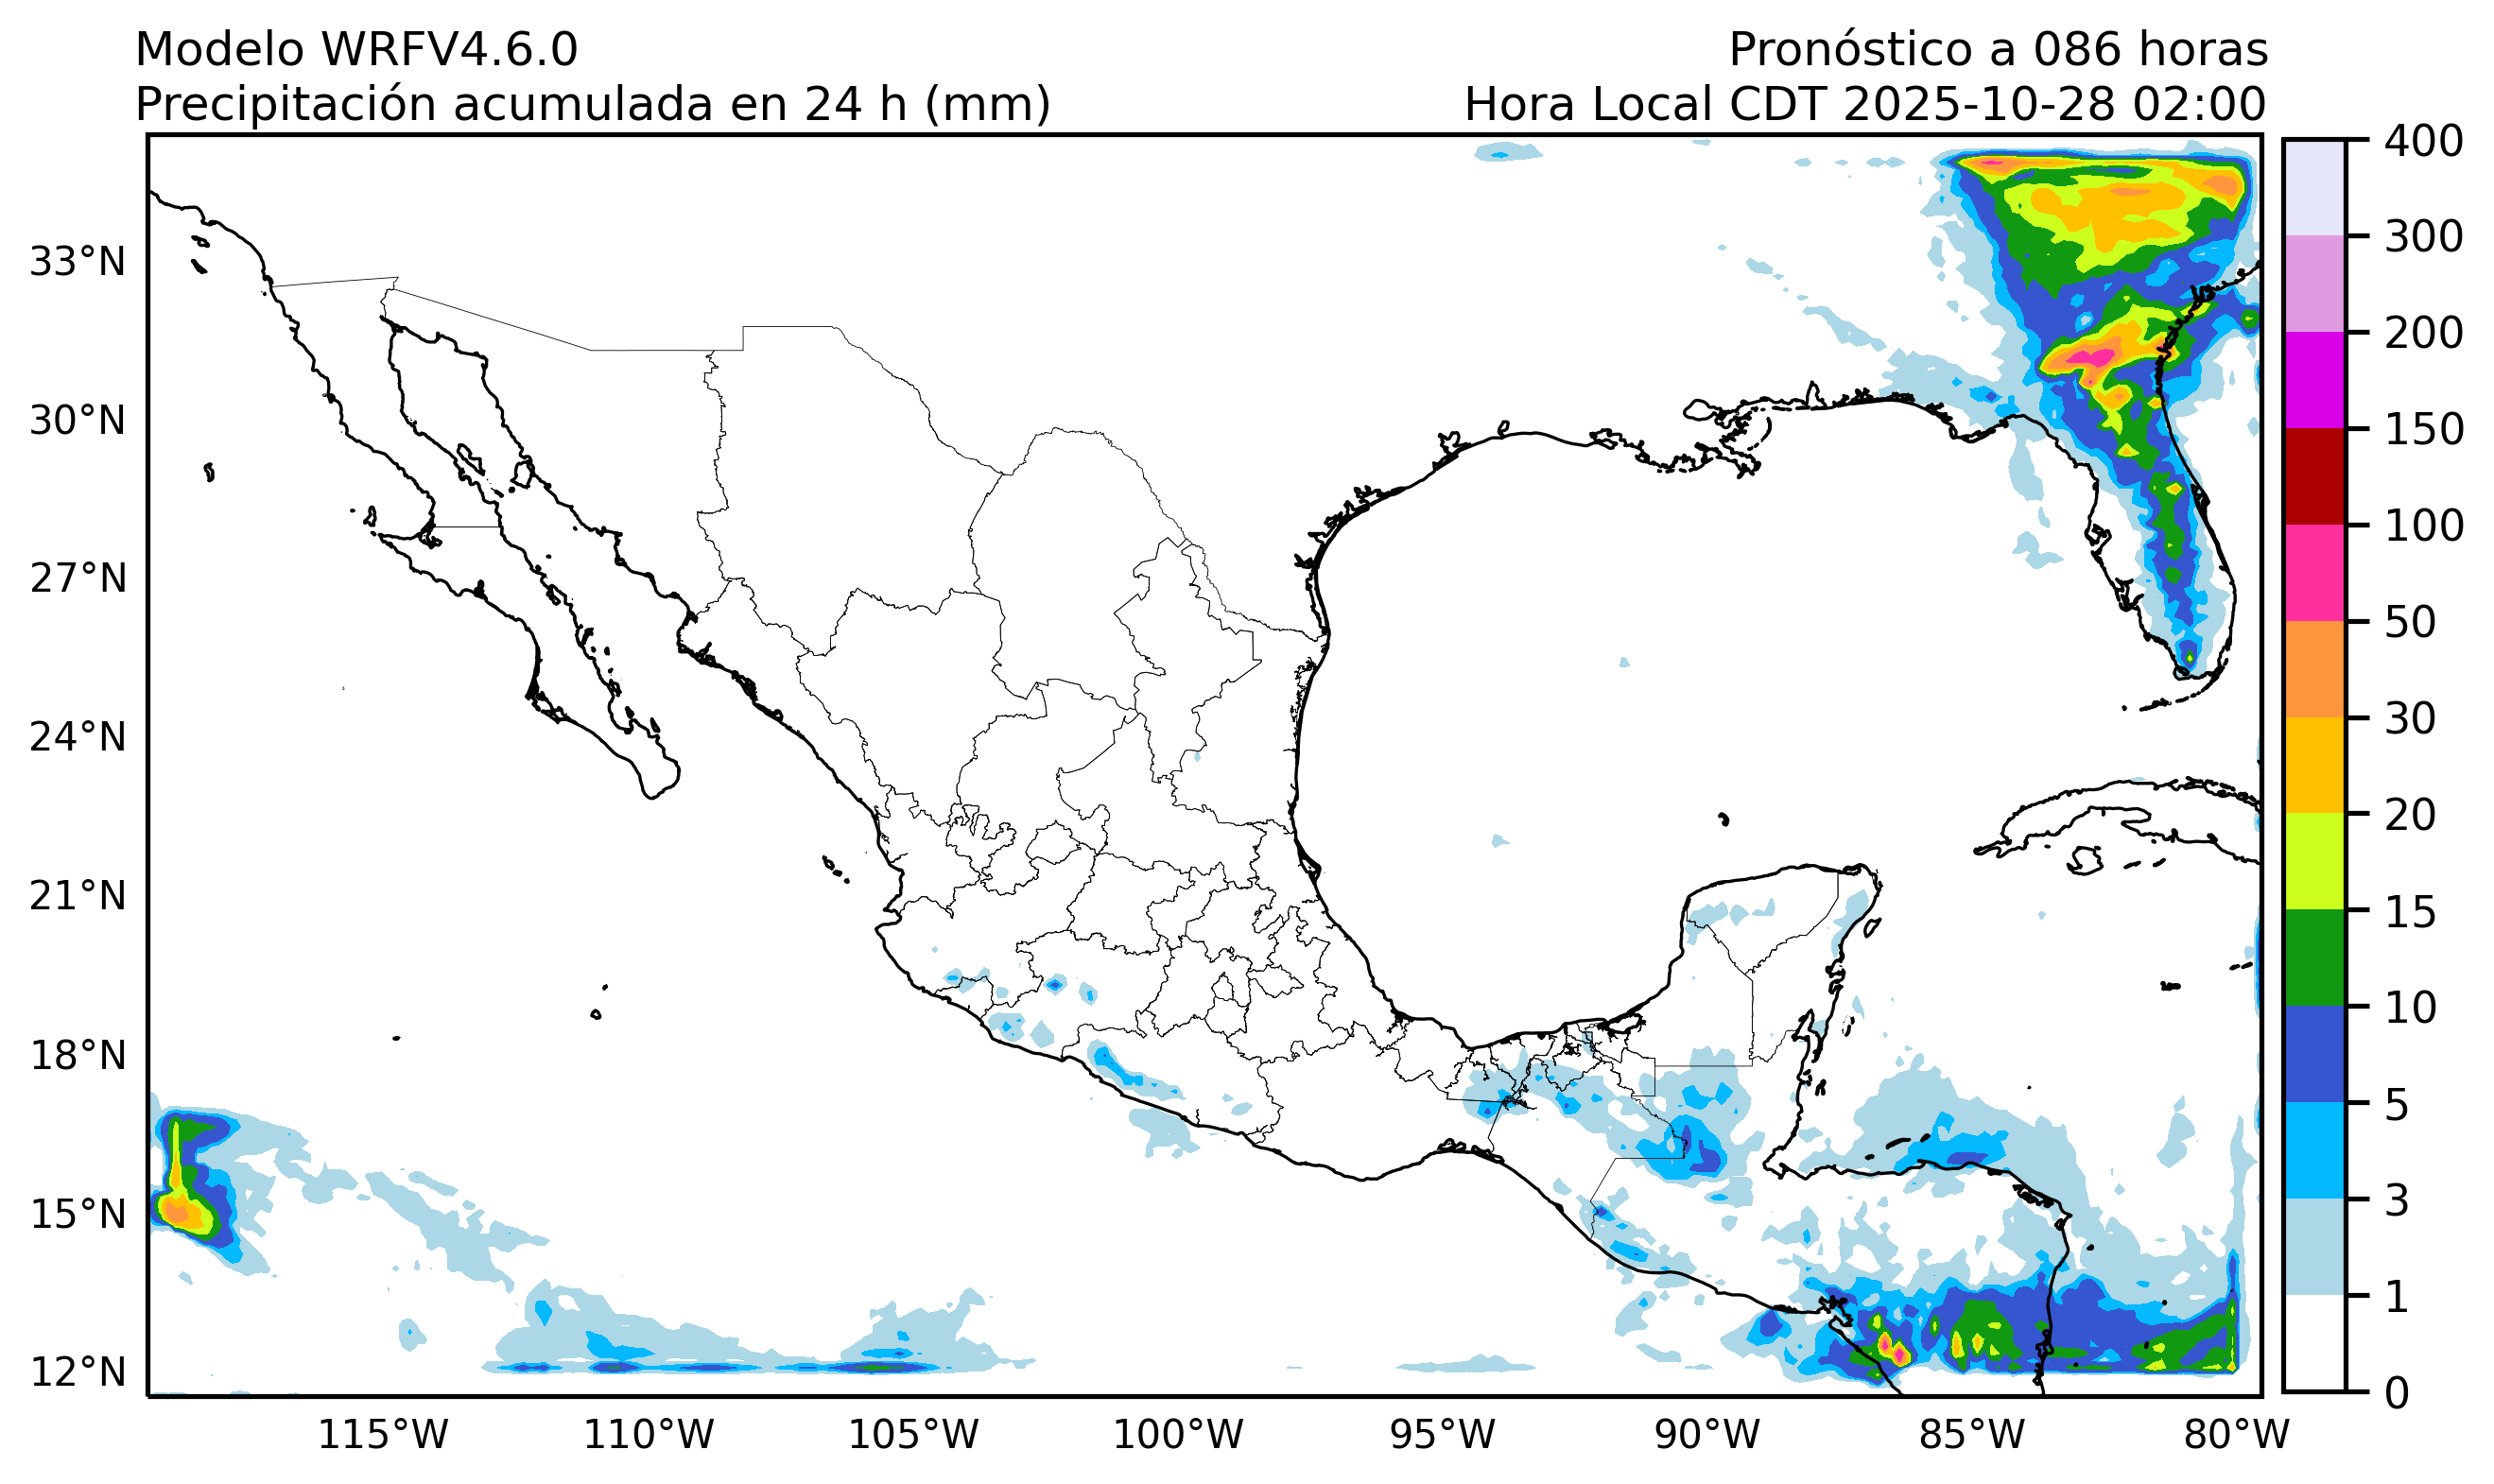 Modelo WRFV4.6.0
Pronóstico a 086 horas
Precipitación acumulada en 24 h (mm)
Hora Local CDT 2025-10-28 02:00
33°N
30°N
27°N
24°N
21°N
18°N
15°N
12°N
115°W
110°W
105°W
100°W
95°W
90°W
85°W
80°W
400
300
200
150
100
50
30
20
15
10
5
3
1
0